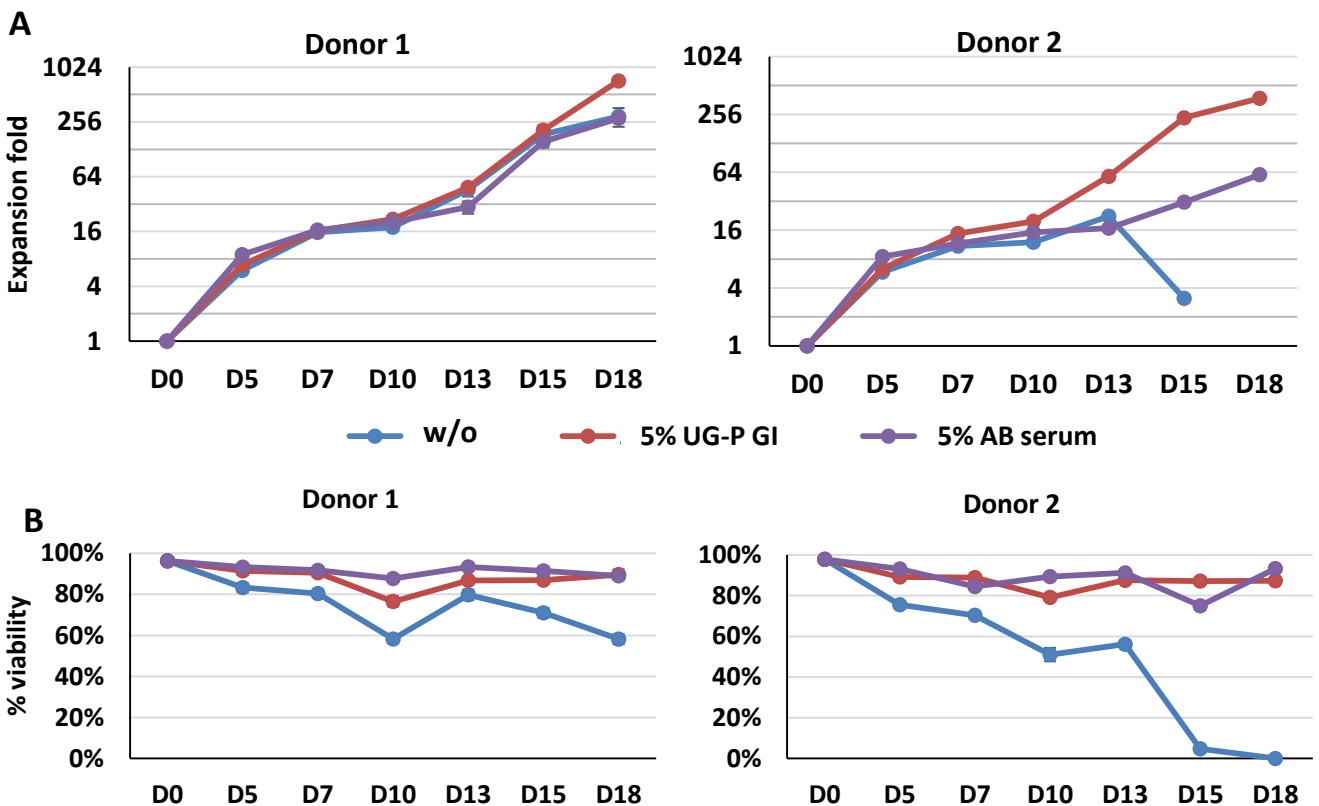 A
Donor 1
Donor 2
Expansion fold
1024
256
64
16
4
1
D0 D5 D7 D10 D13 D15 D18
1024
256
64
16
4
1
D0 D5 D7 D10 D13 D15 D18
w/o 5% UG-P GI 5% AB serum
B
Donor 1
Donor 2
% viability
100%
80%
60%
40%
20%
0%
D0 D5 D7 D10 D13 D15 D18
100%
80%
60%
40%
20%
0%
D0 D5 D7 D10 D13 D15 D18